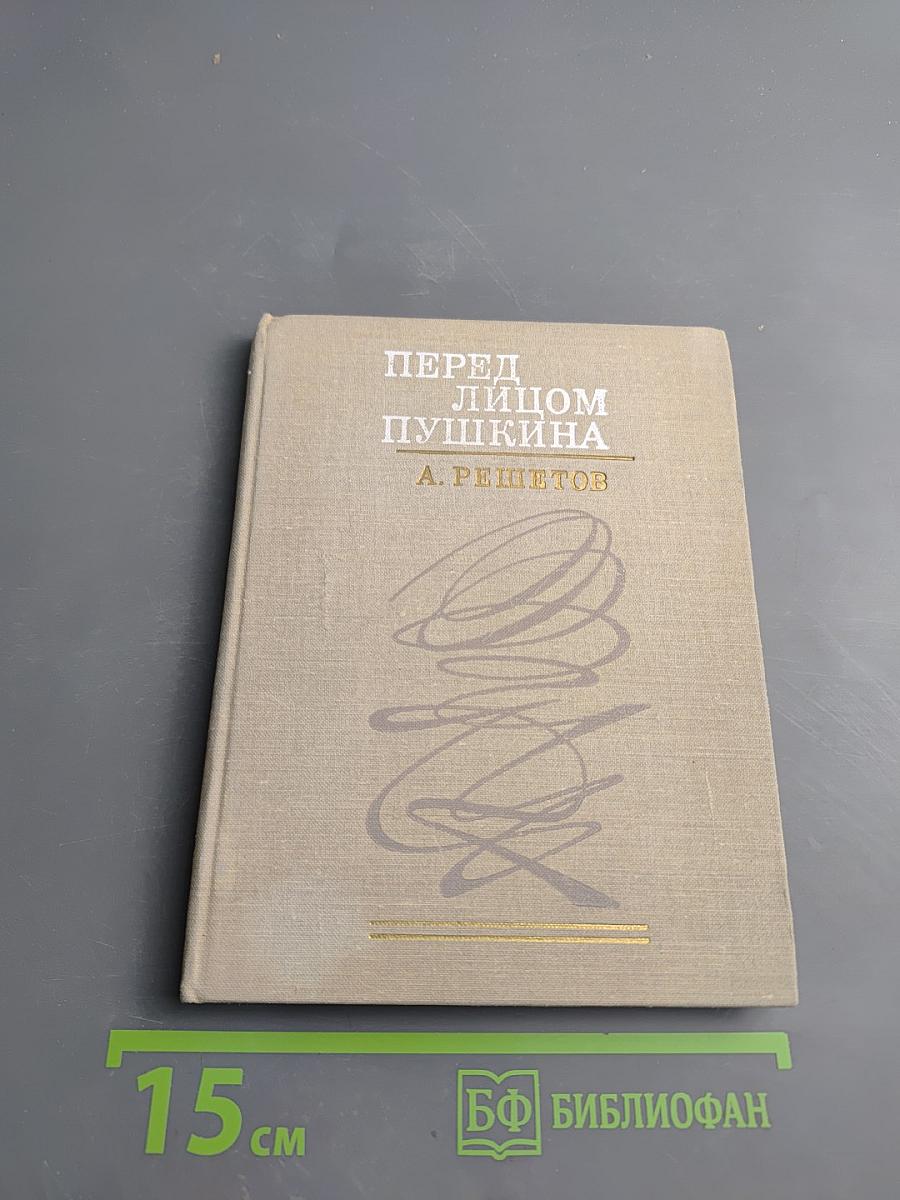 ПЕРЕД
ЛИЦОМ
ПУШКИНА
А. РЕШЕТОВ
15 см
БФ БИБЛИОФАН